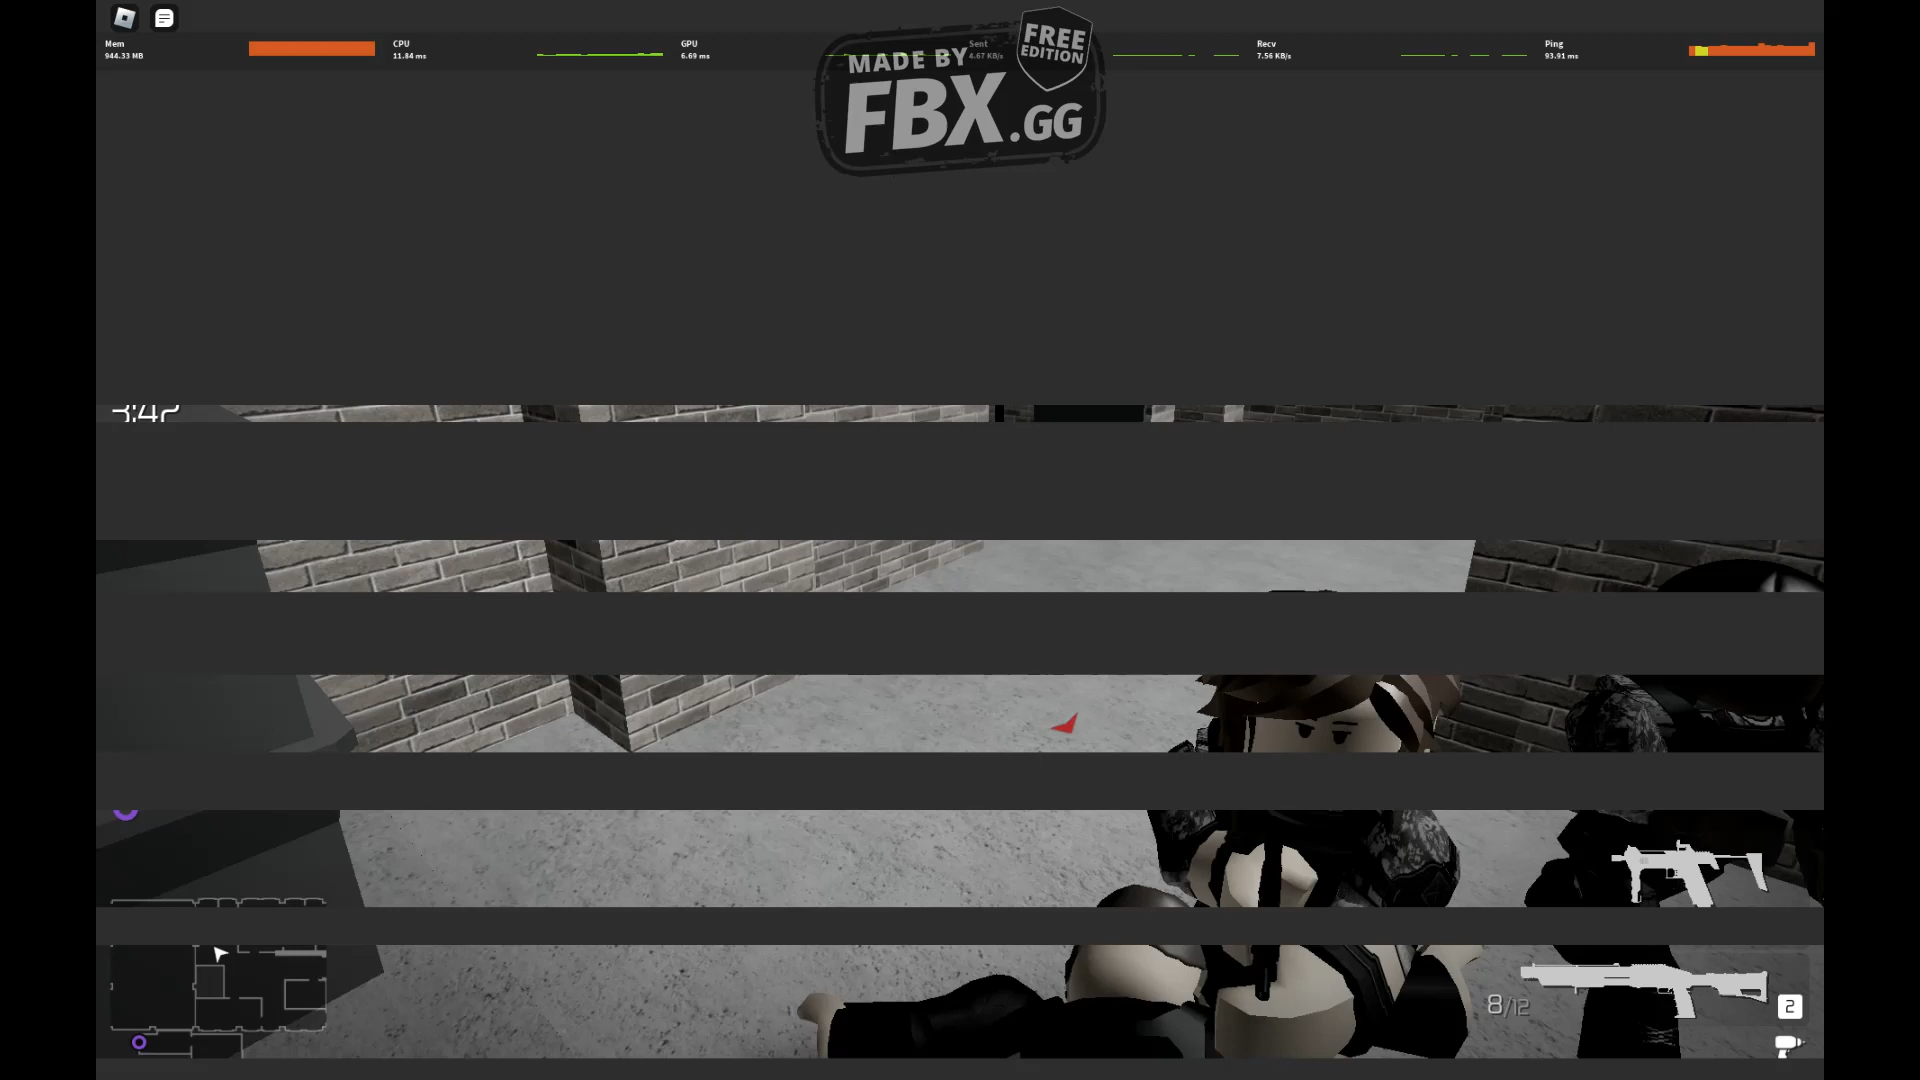 Mem
944.33 MB
CPU
11.84 ms
GPU
6.69 ms
Sent
4.67 KB/s
Recv
7.56 KB/s
Ping
93.91 ms
FREE
EDITION
MADE BY
FBX.GG
8/12
2